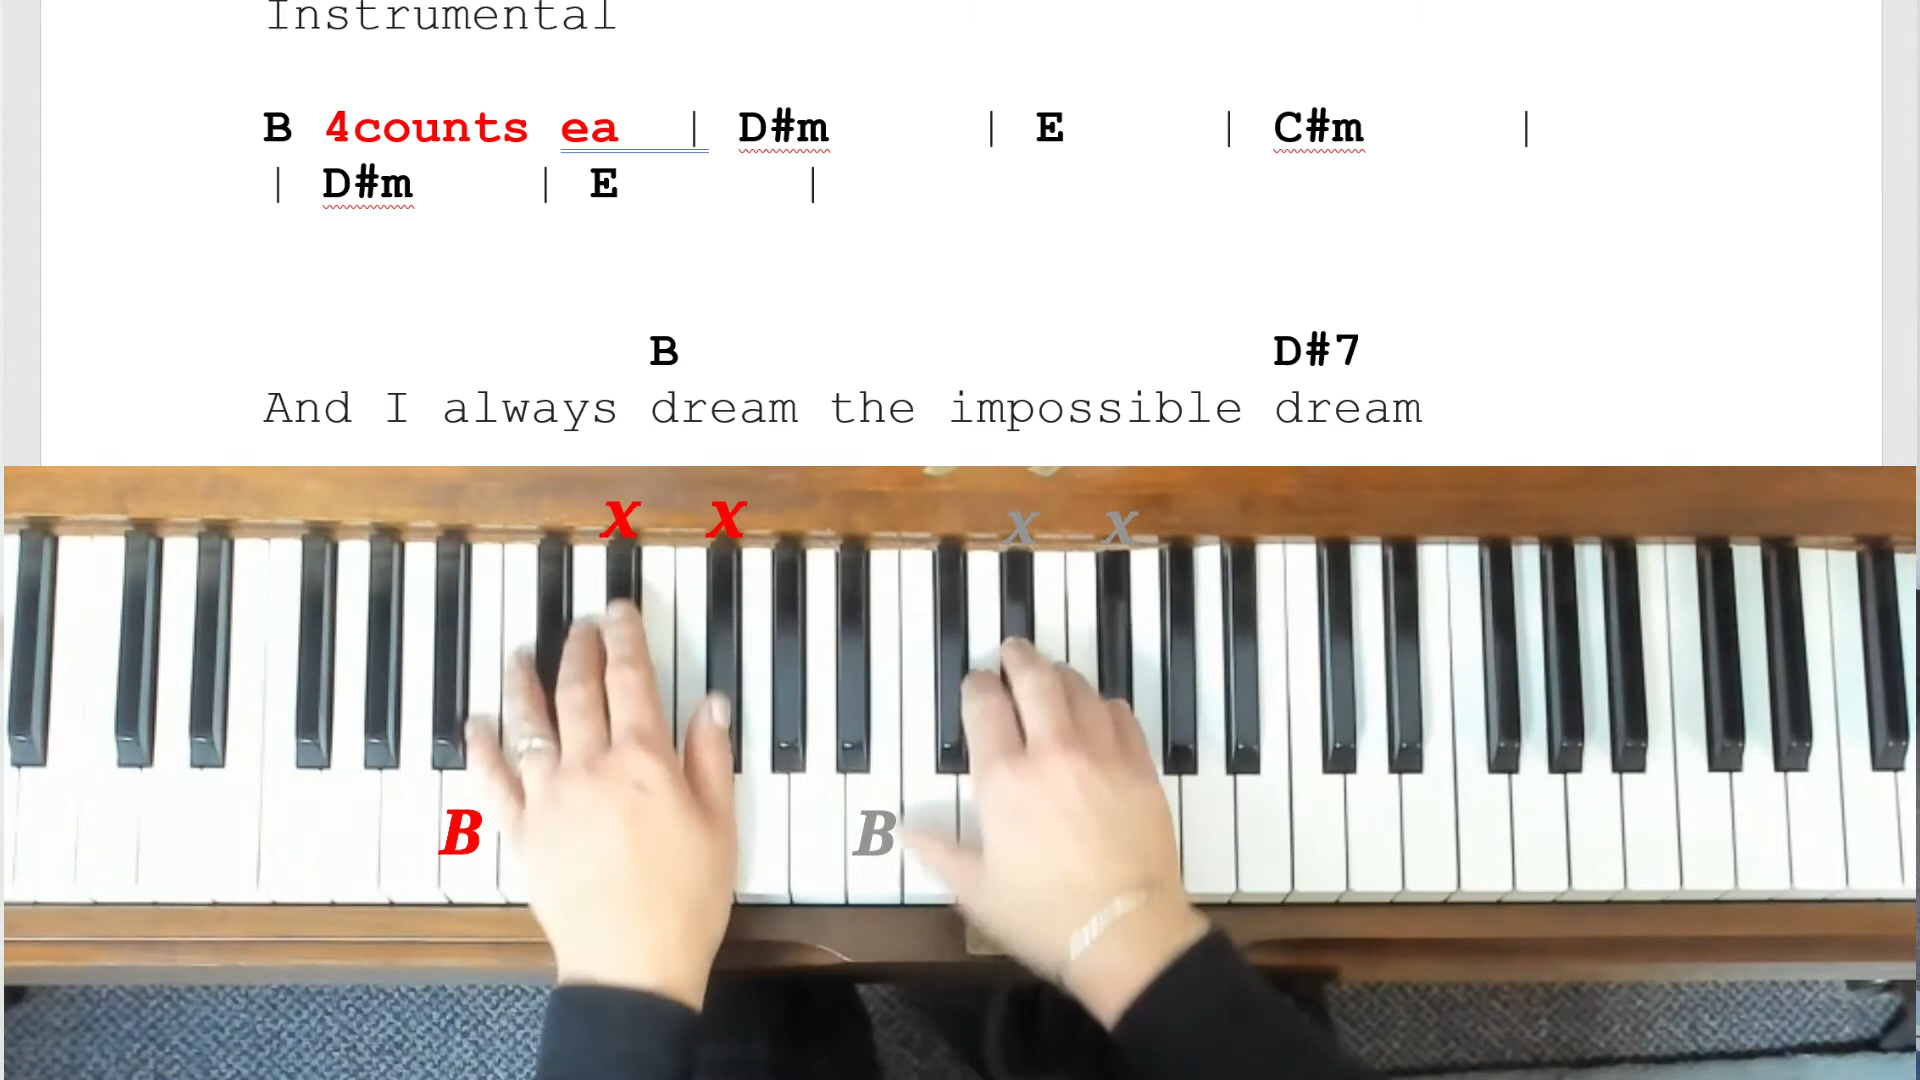 Instrumental
B 4counts ea | D#m | E | C#m |
| D#m | E |
B D#7
And I always dream the impossible dream
x x x x
B B